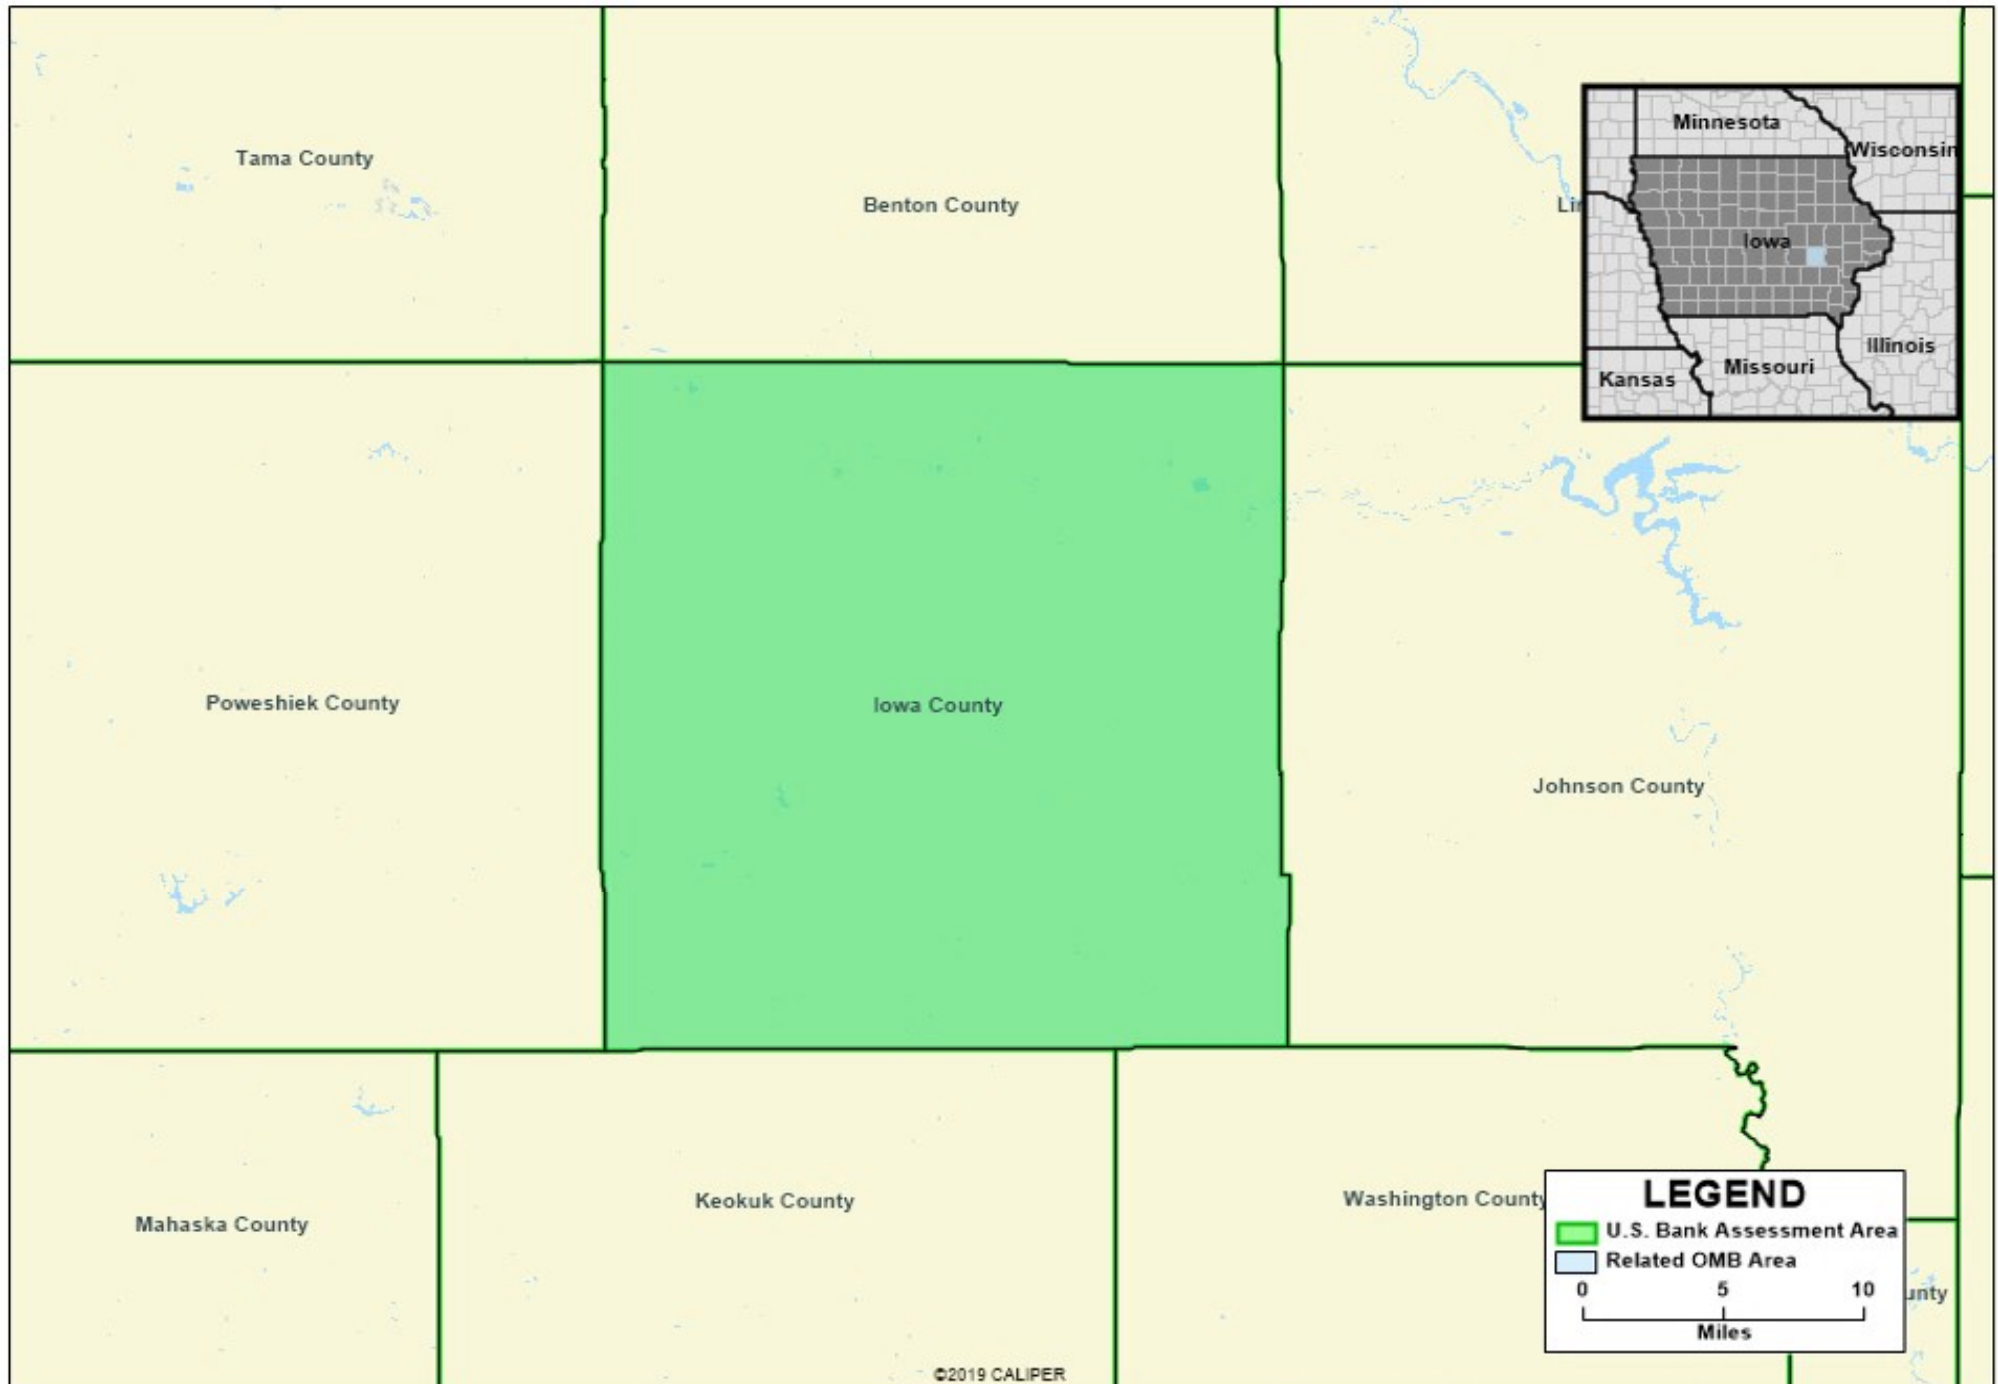 Tama County
Benton County
Minnesota
Wisconsin
Iowa
Illinois
Missouri
Kansas
Poweshiek County
Iowa County
Johnson County
Mahaska County
Keokuk County
Washington County
LEGEND
U.S. Bank Assessment Area
Related OMB Area
0 5 10
Miles
©2019 CALIPER